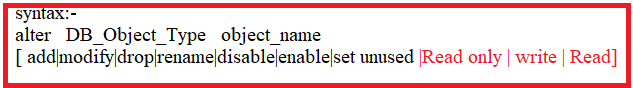 syntax:-
alter DB_Object_Type object_name
[ add|modify|drop|rename|disable|enable|set unused |Read only | write | Read]